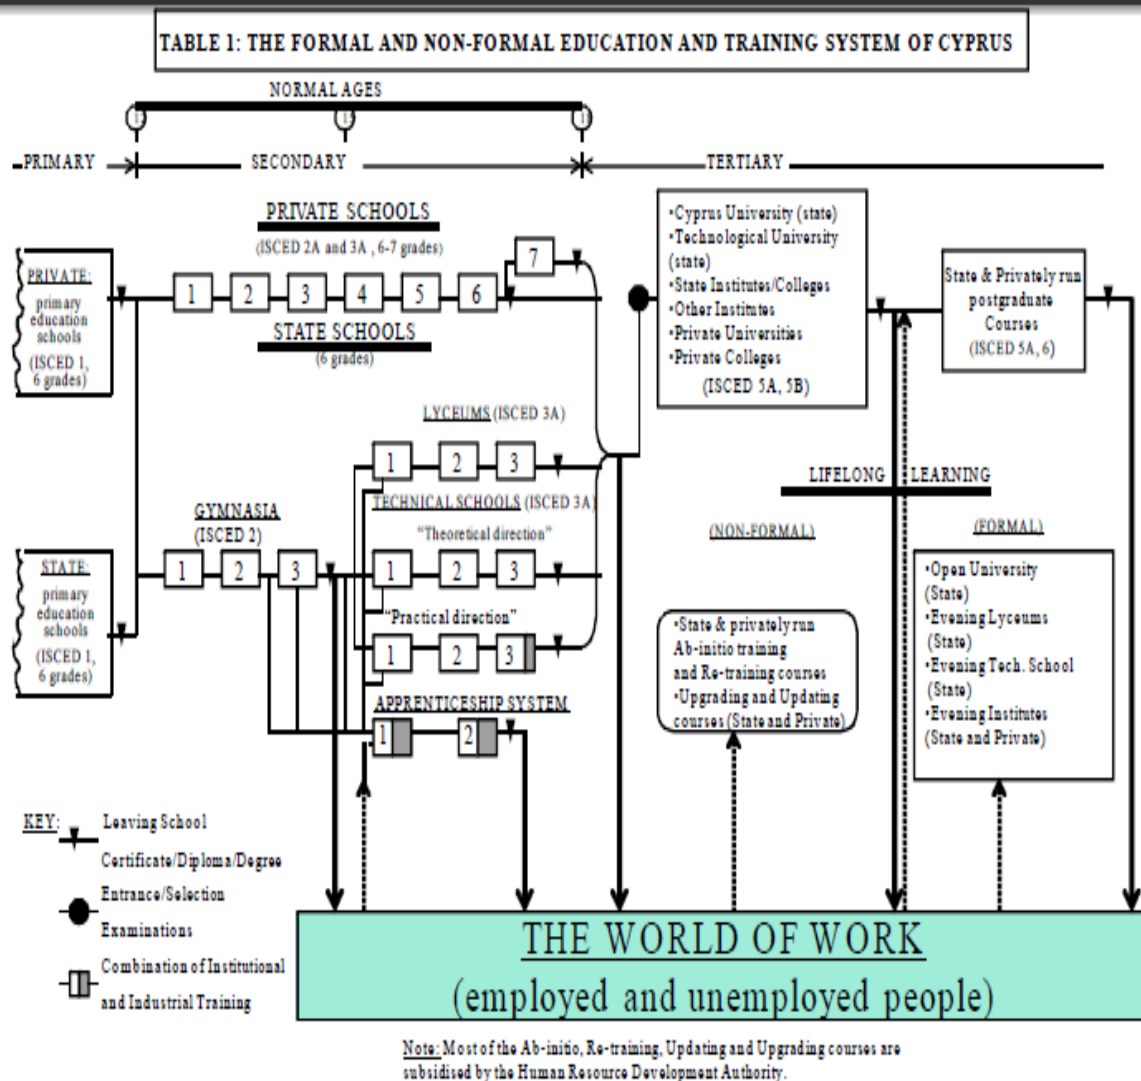 TABLE 1: THE FORMAL AND NON-FORMAL EDUCATION AND TRAINING SYSTEM OF CYPRUS
NORMAL AGES
PRIMARY
SECONDARY
TERTIARY
PRIVATE SCHOOLS
(ISCED 2A and 3A , 6-7 grades)
7
1 2 3 4 5 6
STATE SCHOOLS
(6 grades)
PRIVATE:
primary
education
schools
(ISCED 1,
6 grades)
•Cyprus University (state)
•Technological University
(state)
•State Institutes/Colleges
•Other Institutes
•Private Universities
•Private Colleges
(ISCED 5A, 5B)
State & Privately run
postgraduate
Courses
(ISCED 5A, 6)
LYCEUMS (ISCED 3A)
1 2 3
TECHNICAL SCHOOLS (ISCED 3A)
"Theoretical direction"
1 2 3
"Practical direction"
1 2 3
APPRENTICESHIP SYSTEM
1 2
GYMNASIA
(ISCED 2)
1 2 3
STATE:
primary
education
schools
(ISCED 1,
6 grades)
LIFELONG LEARNING
(NON-FORMAL)
(FORMAL)
•State & privately run
Ab-initio training
and Re-training courses
•Upgrading and Updating
courses (State and Private)
•Open University
(State)
•Evening Lyceums
(State)
•Evening Tech. School
(State)
•Evening Institutes
(State and Private)
KEY:
Leaving School
Certificate/Diploma/Degree
Entrance/Selection
Examinations
Combination of Institutional
and Industrial Training
THE WORLD OF WORK
(employed and unemployed people)
Note: Most of the Ab-initio, Re-training, Updating and Upgrading courses are
subsidised by the Human Resource Development Authority.